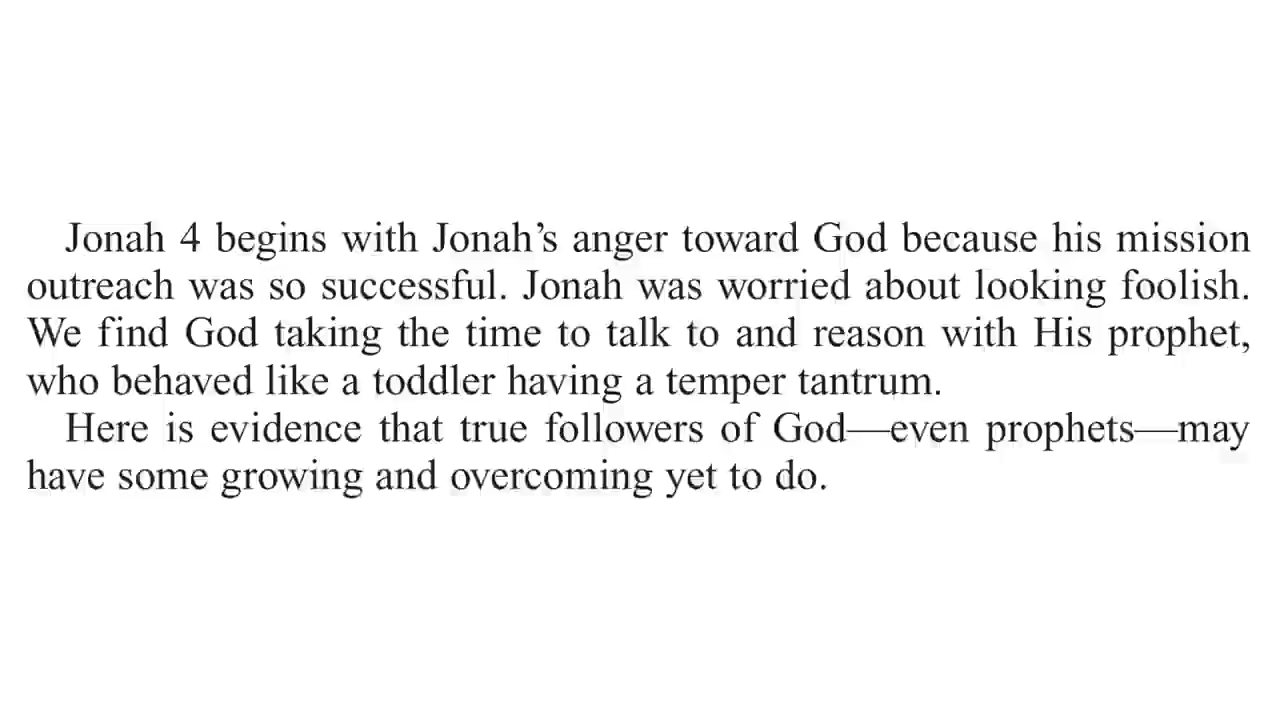 Jonah 4 begins with Jonah’s anger toward God because his mission
outreach was so successful. Jonah was worried about looking foolish.
We find God taking the time to talk to and reason with His prophet,
who behaved like a toddler having a temper tantrum.
Here is evidence that true followers of God—even prophets—may
have some growing and overcoming yet to do.